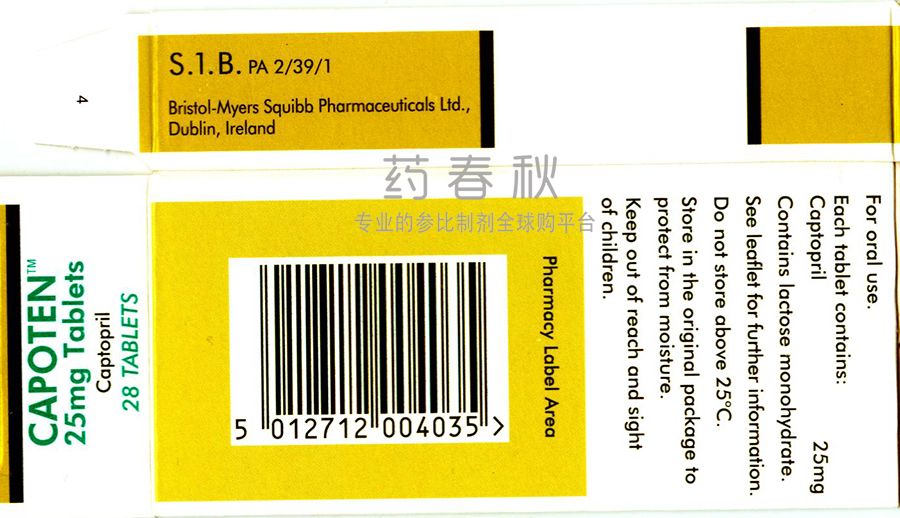 S.1.B. PA 2/39/1
Bristol-Myers Squibb Pharmaceuticals Ltd.,
Dublin, Ireland
4
药春秋
专业的参比制剂全球购平台
CAPOTEN™
25mg Tablets
Captopril
28 TABLETS
Pharmacy Label Area
5 012712 004035 >
For oral use.
Each tablet contains:
Captopril 25mg
Contains lactose monohydrate.
See leaflet for further information.
Do not store above 25°C.
Store in the original package to
protect from moisture.
Keep out of reach and sight
of children.